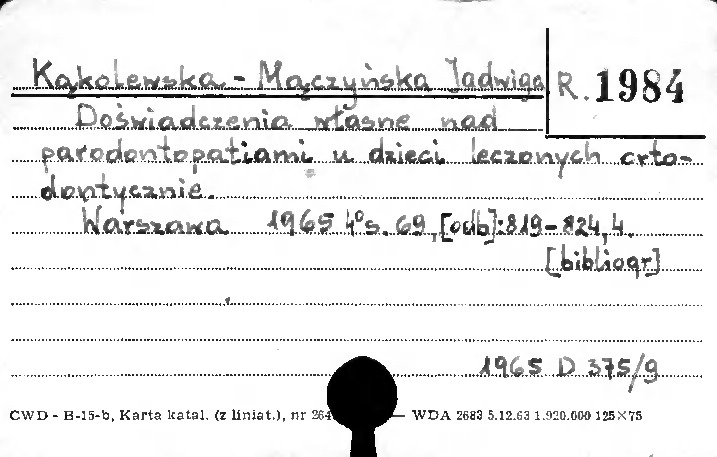 Kąkolewska - Mączyńska Jadwiga R. 1984
Doświadczenia własne nad
parodontopatiami u dzieci leczonych orto-
dontycznie.
Warszawa 1965 4°s. 69, [odb]: 819-824, 4.
[bibliogr]
1965 D 375/9
CWD - B-15-b, Karta katal. (z liniat.), nr 264 — WDA 2683 5.12.63 1.920.000 125×75